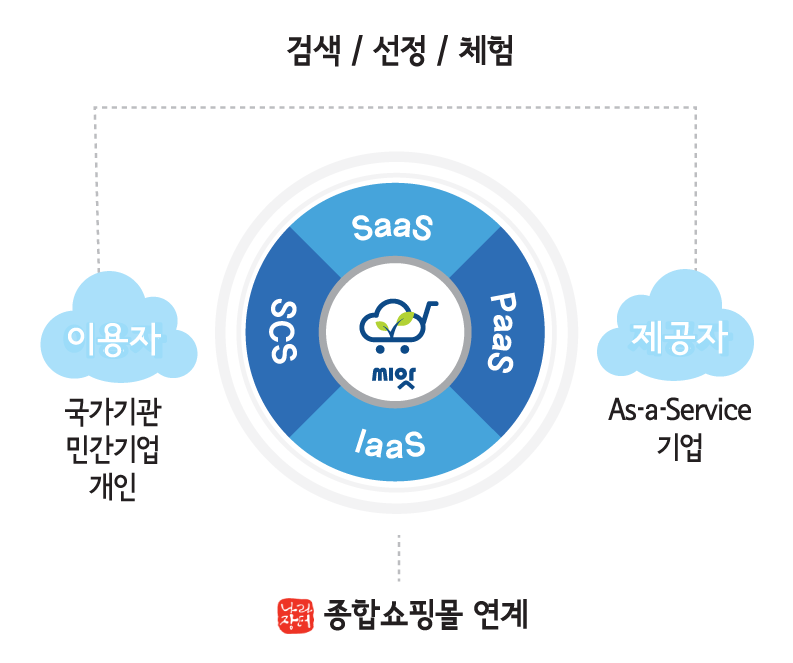 검색 / 선정 / 체험
SaaS
SCS
PaaS
이용자
제공자
씨앗
국가기관
민간기업
개인
As-a-Service
기업
IaaS
나라
장터
종합쇼핑몰 연계